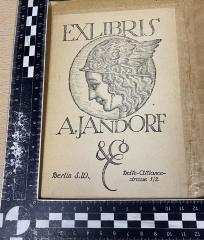 EXLIBRIS
A. JANDORF
& Co
Berlin S.W., Belle-Alliance-
strasse 1/2.